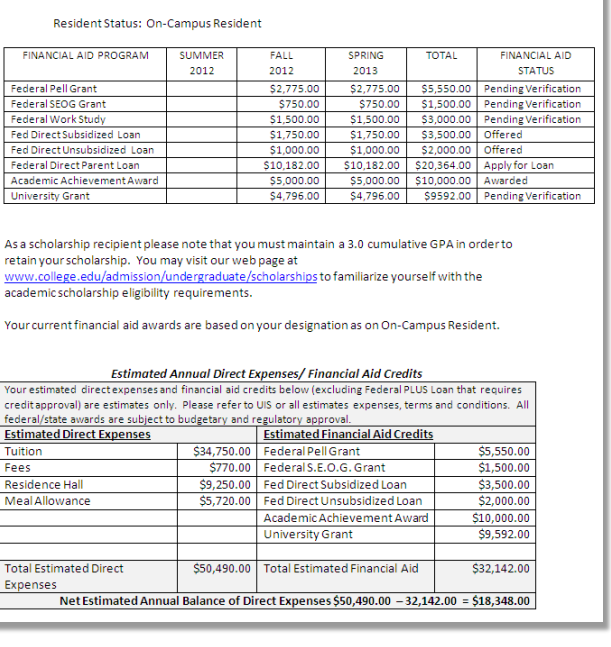 Resident Status: On-Campus Resident
FINANCIAL AID PROGRAM SUMMER 2012 FALL 2012 SPRING 2013 TOTAL FINANCIAL AID STATUS
Federal Pell Grant $2,775.00 $2,775.00 $5,550.00 Pending Verification
Federal SEOG Grant $750.00 $750.00 $1,500.00 Pending Verification
Federal Work Study $1,500.00 $1,500.00 $3,000.00 Pending Verification
Fed Direct Subsidized Loan $1,750.00 $1,750.00 $3,500.00 Offered
Fed Direct Unsubsidized Loan $1,000.00 $1,000.00 $2,000.00 Offered
Federal Direct Parent Loan $10,182.00 $10,182.00 $20,364.00 Apply for Loan
Academic Achievement Award $5,000.00 $5,000.00 $10,000.00 Awarded
University Grant $4,796.00 $4,796.00 $9592.00 Pending Verification
As a scholarship recipient please note that you must maintain a 3.0 cumulative GPA in order to
retain your scholarship. You may visit our web page at
www.college.edu/admission/undergraduate/scholarships to familiarize yourself with the
academic scholarship eligibility requirements.
Your current financial aid awards are based on your designation as on On-Campus Resident.
Estimated Annual Direct Expenses/ Financial Aid Credits
Your estimated direct expenses and financial aid credits below (excluding Federal PLUS Loan that requires
credit approval) are estimates only. Please refer to UIS or all estimates expenses, terms and conditions. All
federal/state awards are subject to budgetary and regulatory approval.
Estimated Direct Expenses Estimated Financial Aid Credits
Tuition $34,750.00 Federal Pell Grant $5,550.00
Fees $770.00 Federal S.E.O.G. Grant $1,500.00
Residence Hall $9,250.00 Fed Direct Subsidized Loan $3,500.00
Meal Allowance $5,720.00 Fed Direct Unsubsidized Loan $2,000.00
Academic Achievement Award $10,000.00
University Grant $9,592.00
Total Estimated Direct Expenses $50,490.00 Total Estimated Financial Aid $32,142.00
Net Estimated Annual Balance of Direct Expenses $50,490.00 – 32,142.00 = $18,348.00